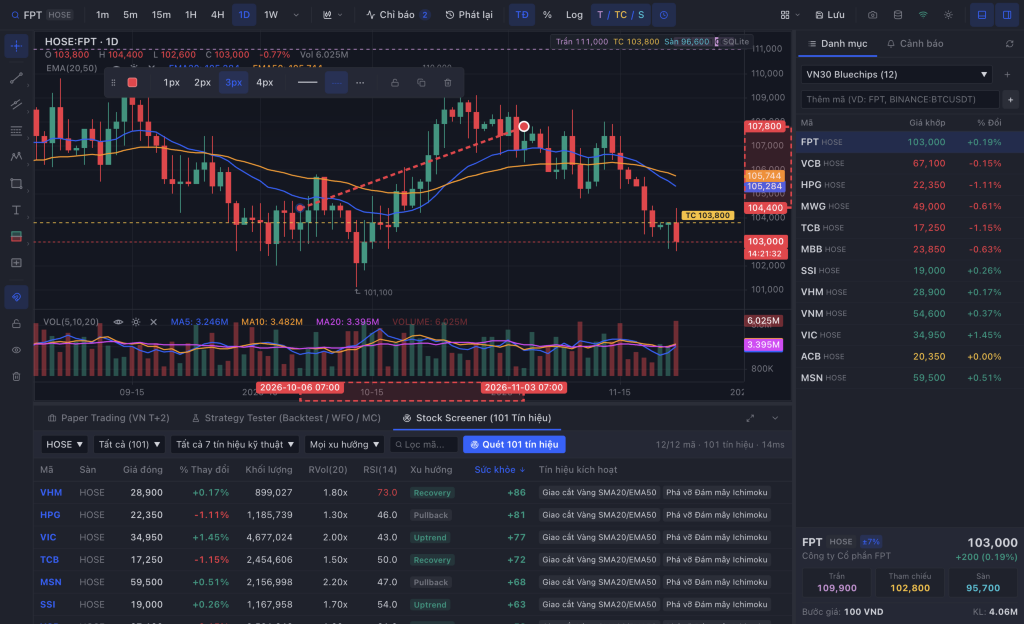 FPT HOSE 1m 5m 15m 1H 4H 1D 1W Chỉ báo 2 Phát lại TĐ % Log T / TC / S Lưu
HOSE:FPT · 1D
O 103,800 H 104,400 L 102,600 C 103,000 -0.77% Vol 6.025M
Trần 111,000 TC 103,800 Sàn 96,600 SQLite
EMA(20,50)
1px 2px 3px 4px
111,000
110,000
109,000
107,800
107,000
105,744
105,284
104,400
104,000
TC 103,800
103,000
14:21:32
102,000
101,000
101,100
VOL(5,10,20) MA5: 3.246M MA10: 3.482M MA20: 3.395M VOLUME: 6.025M
6.025M
3.395M
800K
09-15 2026-10-06 07:00 10-15 2026-11-03 07:00 11-15
Paper Trading (VN T+2) Strategy Tester (Backtest / WFO / MC) Stock Screener (101 Tín hiệu)
HOSE ▼ Tất cả (101) ▼ Tất cả 7 tín hiệu kỹ thuật ▼ Mọi xu hướng ▼ Lọc mã... Quét 101 tín hiệu 12/12 mã · 101 tín hiệu · 14ms
Mã Sàn Giá đóng % Thay đổi Khối lượng RVol(20) RSI(14) Xu hướng Sức khỏe ↓ Tín hiệu kích hoạt
VHM HOSE 28,900 +0.17% 899,027 1.80x 73.0 Recovery +86 Giao cắt Vàng SMA20/EMA50 Phá vỡ Đám mây Ichimoku
HPG HOSE 22,350 -1.11% 1,185,739 1.30x 46.0 Pullback +81 Giao cắt Vàng SMA20/EMA50 Phá vỡ Đám mây Ichimoku
VIC HOSE 34,950 +1.45% 4,677,024 2.00x 43.0 Uptrend +77 Giao cắt Vàng SMA20/EMA50 Phá vỡ Đám mây Ichimoku
TCB HOSE 17,250 -1.15% 2,454,606 1.50x 50.0 Recovery +72 Giao cắt Vàng SMA20/EMA50 Phá vỡ Đám mây Ichimoku
MSN HOSE 59,500 +0.51% 2,156,998 2.20x 47.0 Pullback +68 Giao cắt Vàng SMA20/EMA50 Phá vỡ Đám mây Ichimoku
SSI HOSE 19,000 +0.26% 1,167,958 1.70x 54.0 Uptrend +63 Giao cắt Vàng SMA20/EMA50 Phá vỡ Đám mây Ichimoku
Danh mục Cảnh báo
VN30 Bluechips (12) ▼ +
Thêm mã (VD: FPT, BINANCE:BTCUSDT) +
Mã Giá khớp % Đổi
FPT HOSE 103,000 +0.19%
VCB HOSE 67,100 -0.15%
HPG HOSE 22,350 -1.11%
MWG HOSE 49,000 -0.61%
TCB HOSE 17,250 -1.15%
MBB HOSE 23,850 -0.63%
SSI HOSE 19,000 +0.26%
VHM HOSE 28,900 +0.17%
VNM HOSE 54,600 +0.37%
VIC HOSE 34,950 +1.45%
ACB HOSE 20,350 +0.00%
MSN HOSE 59,500 +0.51%
FPT HOSE ±7% 103,000
Công ty Cổ phần FPT +200 (0.19%)
Trần Tham chiếu Sàn
109,900 102,800 95,700
Bước giá: 100 VND KL: 4.06M